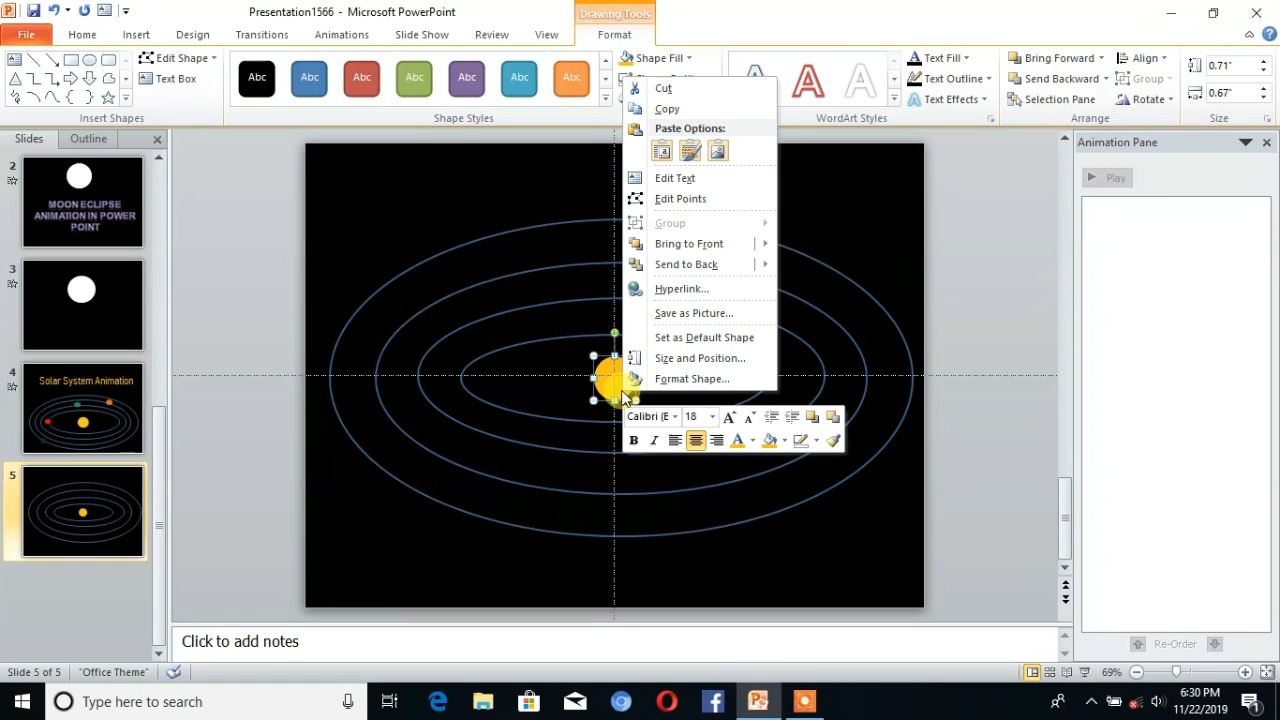 Presentation1566 - Microsoft PowerPoint
Drawing Tools
File Home Insert Design Transitions Animations Slide Show Review View Format
Edit Shape
Text Box
Insert Shapes
Abc Abc Abc Abc Abc Abc Abc
Shape Styles
Shape Fill
Text Fill
Text Outline
Text Effects
WordArt Styles
Bring Forward
Send Backward
Selection Pane
Align
Group
Rotate
Arrange
0.71"
0.67"
Size
Slides Outline
2
MOON ECLIPSE
ANIMATION IN POWER
POINT
3
4
Solar System Animation
5
Cut
Copy
Paste Options:
Edit Text
Edit Points
Group
Bring to Front
Send to Back
Hyperlink...
Save as Picture...
Set as Default Shape
Size and Position...
Format Shape...
Calibri (E 18
B I A
Animation Pane
Play
Re-Order
Click to add notes
Slide 5 of 5 "Office Theme" 69%
Type here to search
6:30 PM
11/22/2019